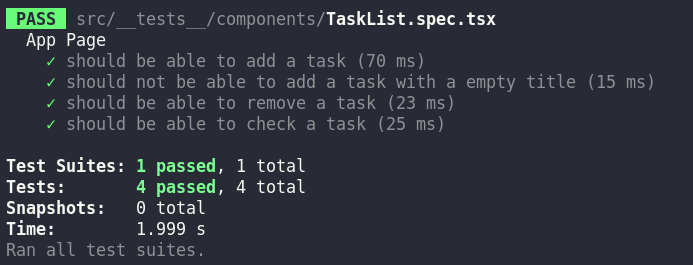 PASS src/__tests__/components/TaskList.spec.tsx
App Page
✓ should be able to add a task (70 ms)
✓ should not be able to add a task with a empty title (15 ms)
✓ should be able to remove a task (23 ms)
✓ should be able to check a task (25 ms)
Test Suites: 1 passed, 1 total
Tests: 4 passed, 4 total
Snapshots: 0 total
Time: 1.999 s
Ran all test suites.